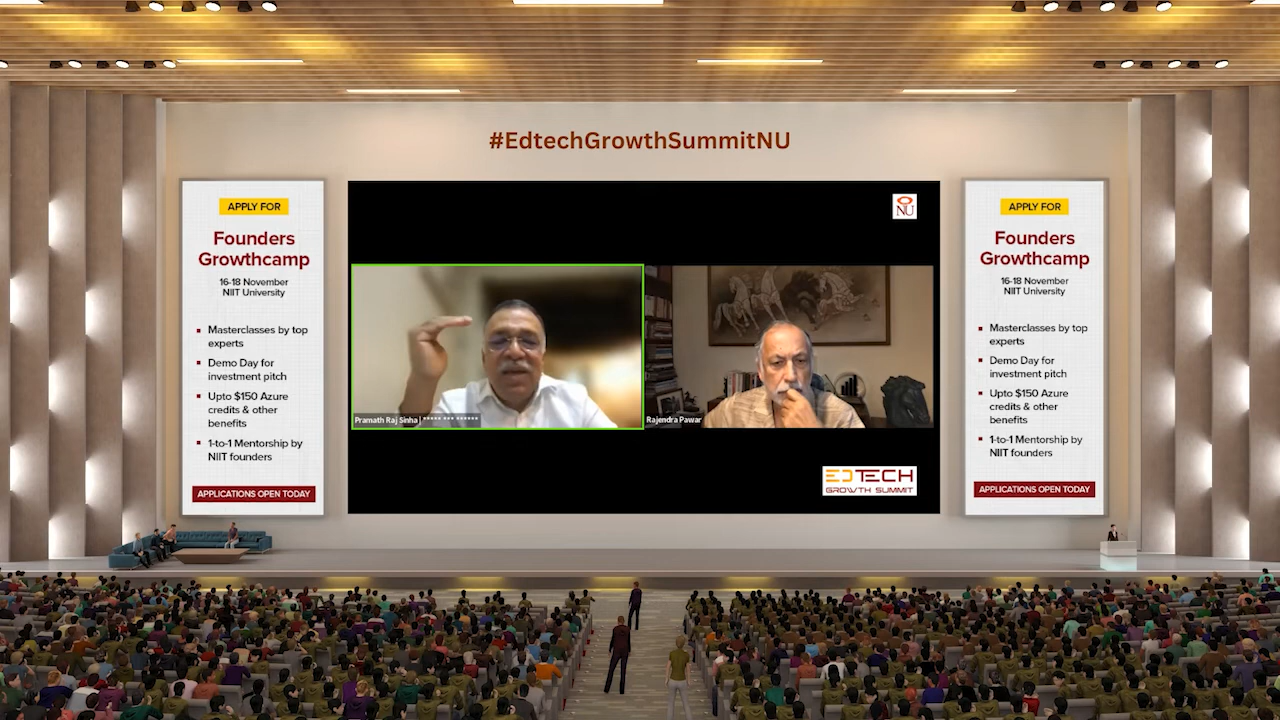 #EdtechGrowthSummitNU
APPLY FOR
Founders
Growthcamp
16-18 November
NIIT University
Masterclasses by top
experts
Demo Day for
investment pitch
Upto $150 Azure
credits & other
benefits
1-to-1 Mentorship by
NIIT founders
APPLICATIONS OPEN TODAY
NU
Pramath Raj Sinha | ***** *** ******
Rajendra Pawar
EDTECH
GROWTH SUMMIT
APPLY FOR
Founders
Growthcamp
16-18 November
NIIT University
Masterclasses by top
experts
Demo Day for
investment pitch
Upto $150 Azure
credits & other
benefits
1-to-1 Mentorship by
NIIT founders
APPLICATIONS OPEN TODAY